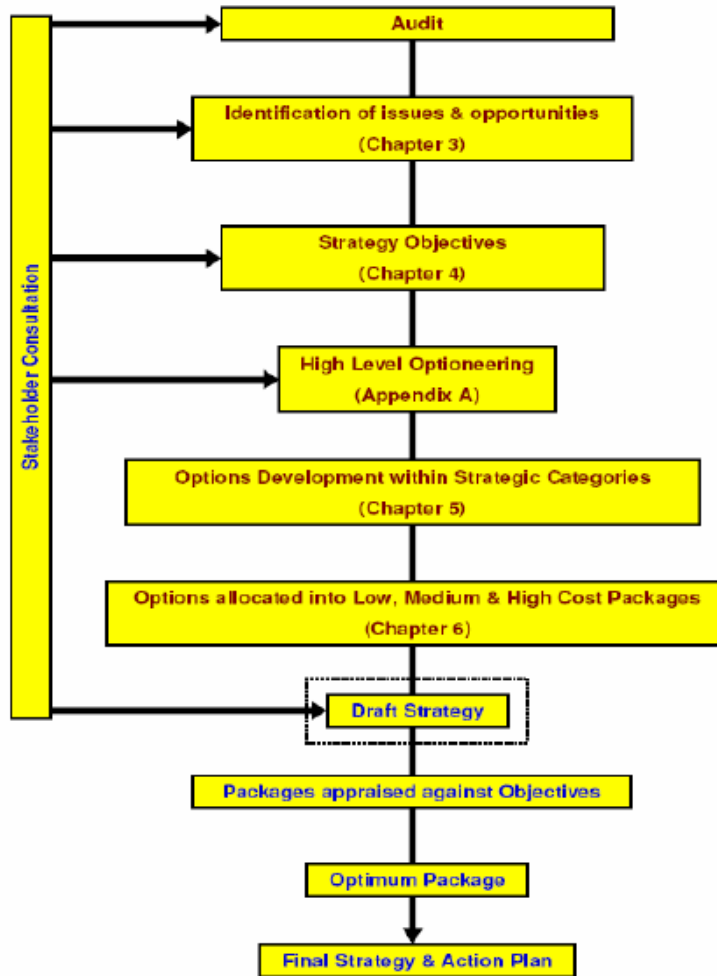 Stakeholder Consultation
Audit
Identification of issues & opportunities
(Chapter 3)
Strategy Objectives
(Chapter 4)
High Level Optioneering
(Appendix A)
Options Development within Strategic Categories
(Chapter 5)
Options allocated into Low, Medium & High Cost Packages
(Chapter 6)
Draft Strategy
Packages appraised against Objectives
Optimum Package
Final Strategy & Action Plan